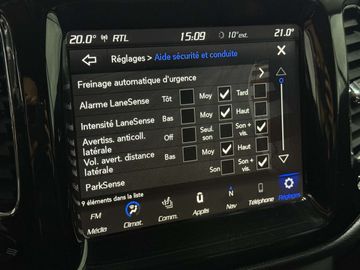 20.0° RTL 15:09 10°ext. 21.0°
Réglages > Aide sécurité et conduite X
Freinage automatique d'urgence
Alarme LaneSense Tôt Moy Tard
Intensité LaneSense Bas Moy Haut
Avertiss. anticoll. latérale Off Seul. son Son + vis.
Vol. avert. distance latérale Bas Moy Haut
ParkSense Son Son + vis.
9 éléments dans la liste
FM
Média Climat. Comm. Applis N Nav Téléphone Réglages